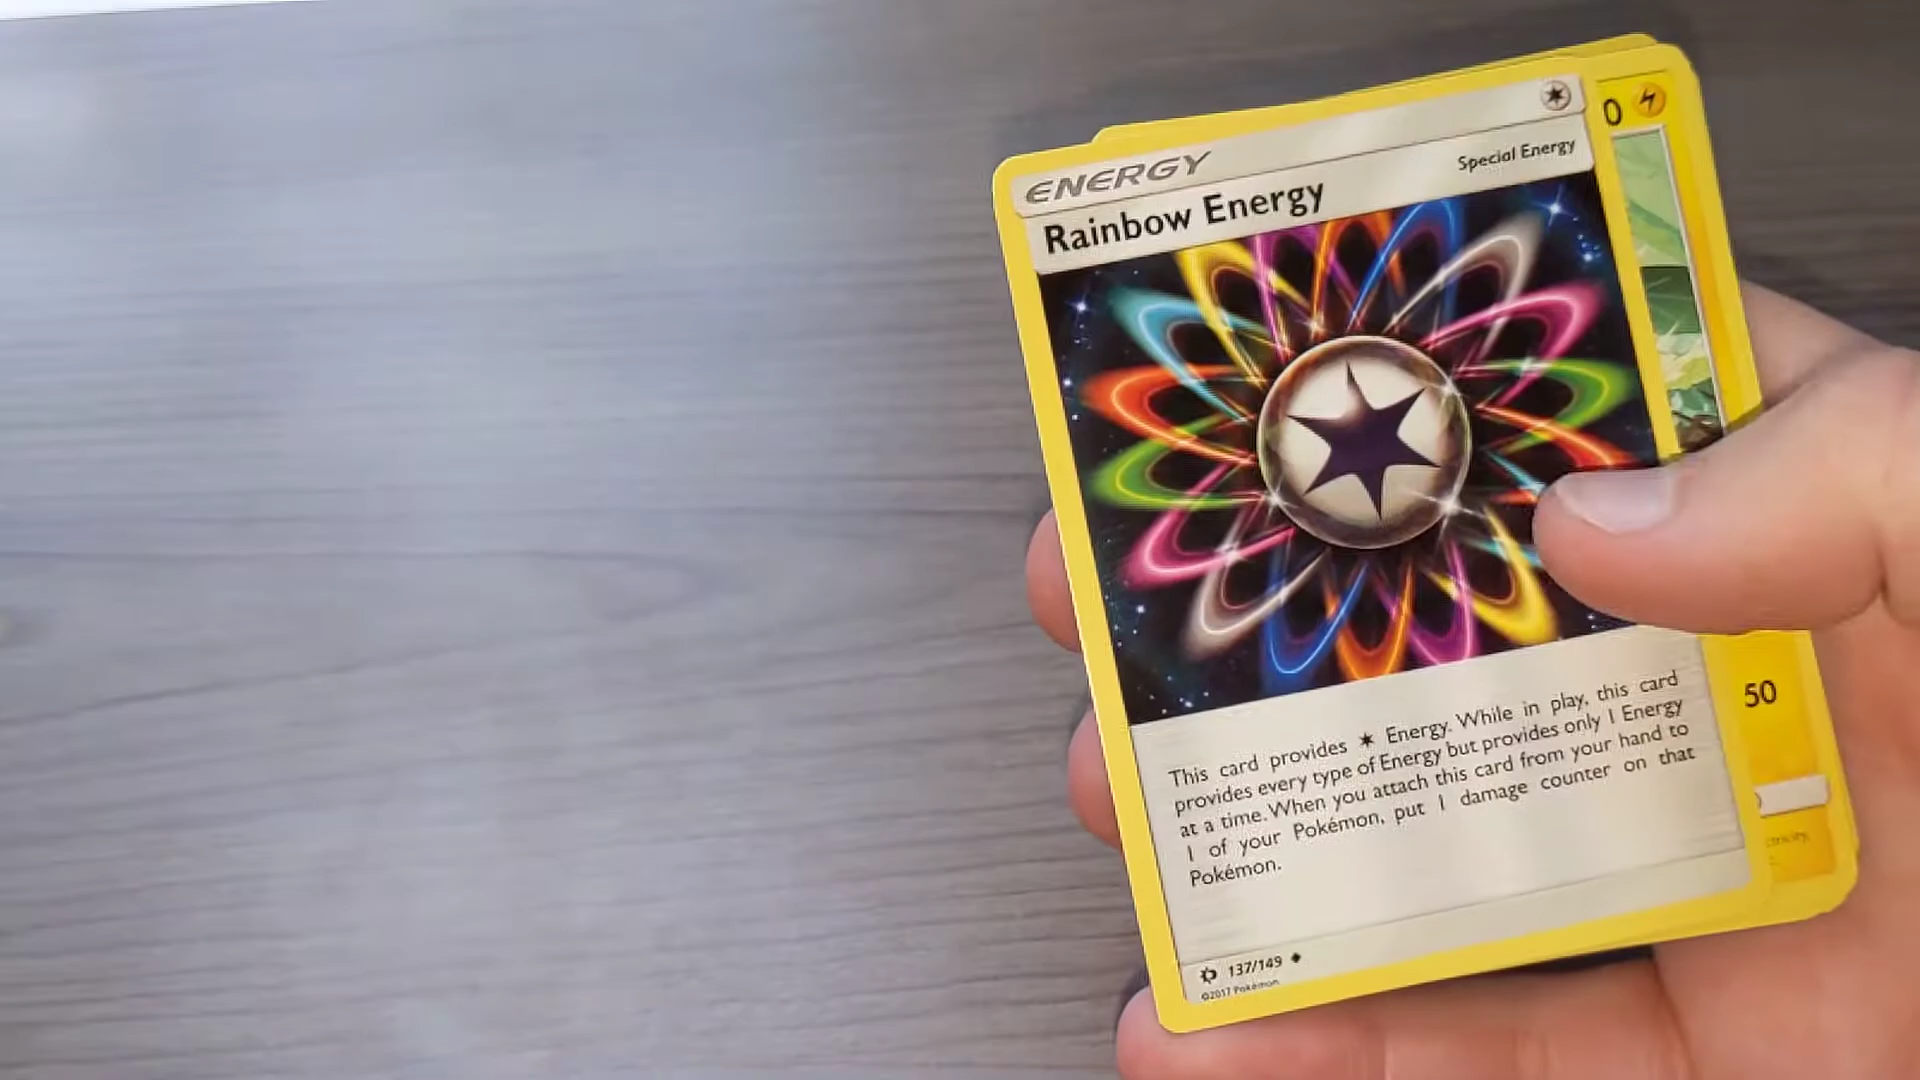 ENERGY
Special Energy
Rainbow Energy
This card provides ✶ Energy. While in play, this card
provides every type of Energy but provides only 1 Energy
at a time. When you attach this card from your hand to
1 of your Pokémon, put 1 damage counter on that
Pokémon.
137/149
©2017 Pokémon
0
50